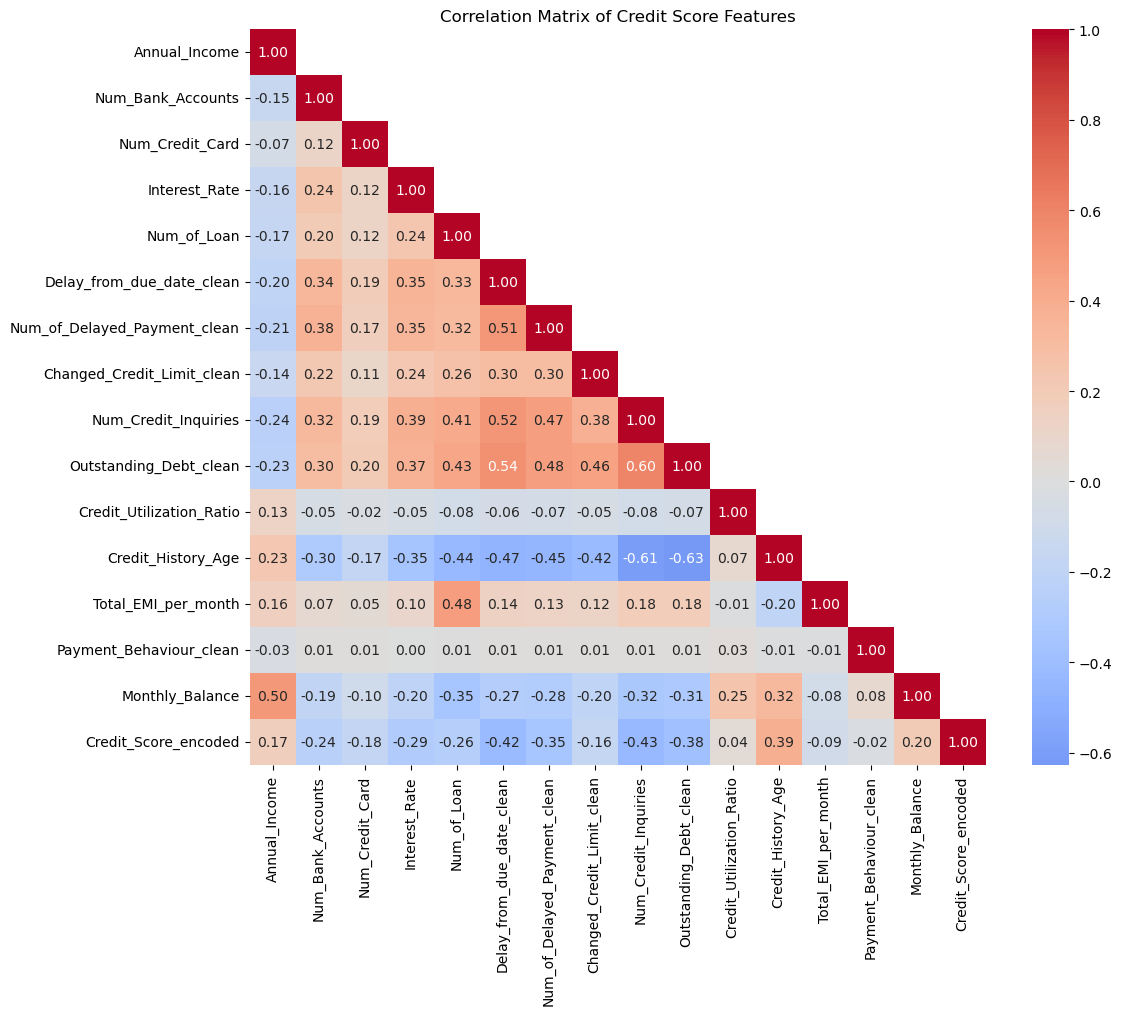 Correlation Matrix of Credit Score Features
Annual_Income 1.00
Num_Bank_Accounts -0.15 1.00
Num_Credit_Card -0.07 0.12 1.00
Interest_Rate -0.16 0.24 0.12 1.00
Num_of_Loan -0.17 0.20 0.12 0.24 1.00
Delay_from_due_date_clean -0.20 0.34 0.19 0.35 0.33 1.00
Num_of_Delayed_Payment_clean -0.21 0.38 0.17 0.35 0.32 0.51 1.00
Changed_Credit_Limit_clean -0.14 0.22 0.11 0.24 0.26 0.30 0.30 1.00
Num_Credit_Inquiries -0.24 0.32 0.19 0.39 0.41 0.52 0.47 0.38 1.00
Outstanding_Debt_clean -0.23 0.30 0.20 0.37 0.43 0.54 0.48 0.46 0.60 1.00
Credit_Utilization_Ratio 0.13 -0.05 -0.02 -0.05 -0.08 -0.06 -0.07 -0.05 -0.08 -0.07 1.00
Credit_History_Age 0.23 -0.30 -0.17 -0.35 -0.44 -0.47 -0.45 -0.42 -0.61 -0.63 0.07 1.00
Total_EMI_per_month 0.16 0.07 0.05 0.10 0.48 0.14 0.13 0.12 0.18 0.18 -0.01 -0.20 1.00
Payment_Behaviour_clean -0.03 0.01 0.01 0.00 0.01 0.01 0.01 0.01 0.01 0.01 0.03 -0.01 -0.01 1.00
Monthly_Balance 0.50 -0.19 -0.10 -0.20 -0.35 -0.27 -0.28 -0.20 -0.32 -0.31 0.25 0.32 -0.08 0.08 1.00
Credit_Score_encoded 0.17 -0.24 -0.18 -0.29 -0.26 -0.42 -0.35 -0.16 -0.43 -0.38 0.04 0.39 -0.09 -0.02 0.20 1.00
Annual_Income
Num_Bank_Accounts
Num_Credit_Card
Interest_Rate
Num_of_Loan
Delay_from_due_date_clean
Num_of_Delayed_Payment_clean
Changed_Credit_Limit_clean
Num_Credit_Inquiries
Outstanding_Debt_clean
Credit_Utilization_Ratio
Credit_History_Age
Total_EMI_per_month
Payment_Behaviour_clean
Monthly_Balance
Credit_Score_encoded
1.0
0.8
0.6
0.4
0.2
0.0
−0.2
−0.4
−0.6